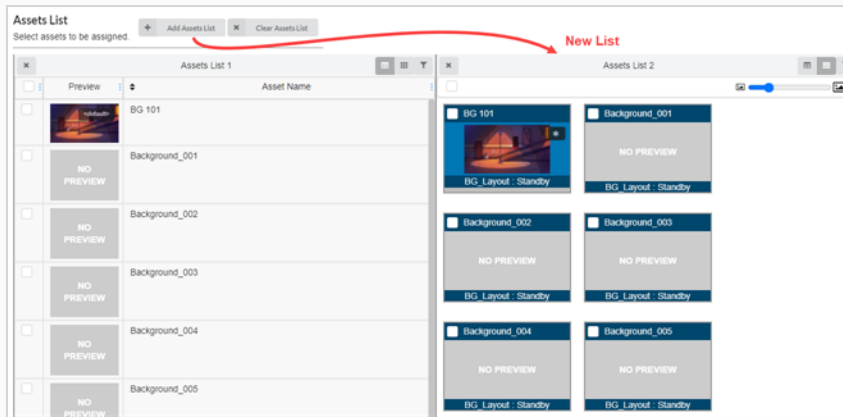 Assets List
Select assets to be assigned.
Add Assets List
Clear Assets List
New List
Assets List 1
Preview
Asset Name
<default>
BG 101
NO
PREVIEW
Background_001
NO
PREVIEW
Background_002
NO
PREVIEW
Background_003
NO
PREVIEW
Background_004
NO
PREVIEW
Background_005
Assets List 2
BG 101
BG_Layout : Standby
Background_001
NO PREVIEW
BG_Layout : Standby
Background_002
NO PREVIEW
BG_Layout : Standby
Background_003
NO PREVIEW
BG_Layout : Standby
Background_004
NO PREVIEW
BG_Layout : Standby
Background_005
NO PREVIEW
BG_Layout : Standby